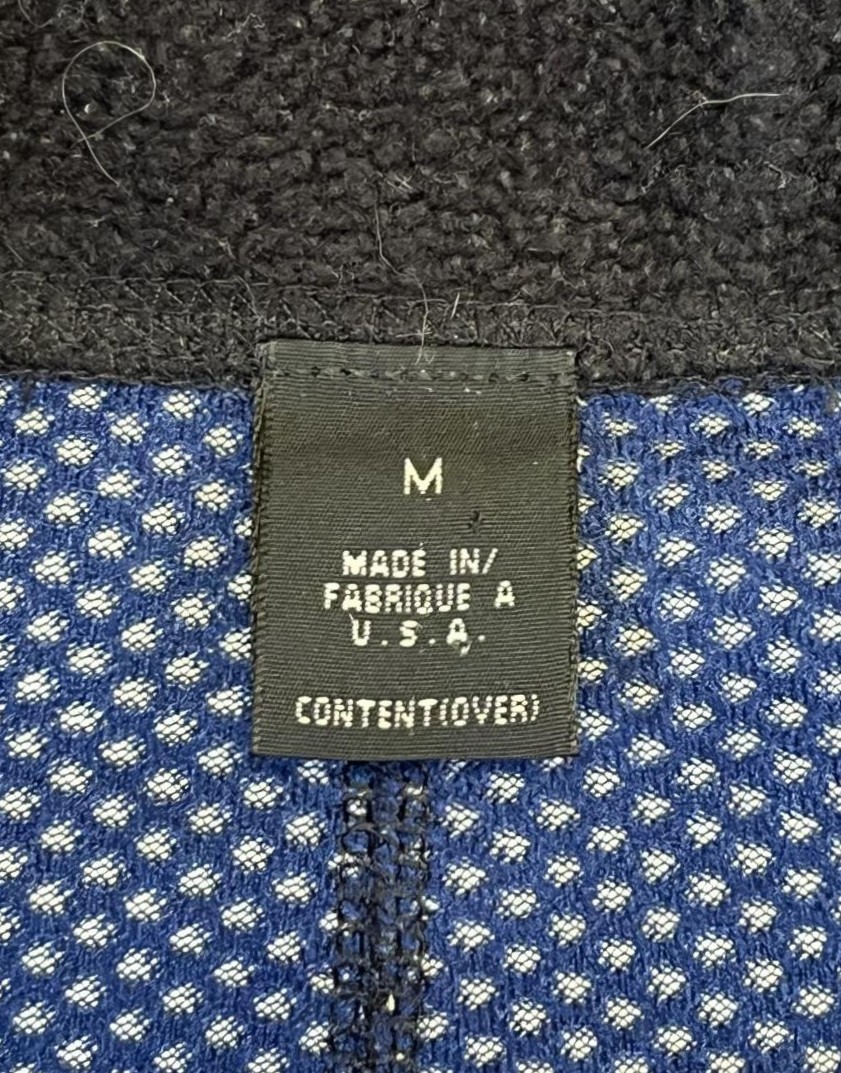 M
MADE IN/
FABRIQUE A
U.S.A.
CONTENT(OVER)